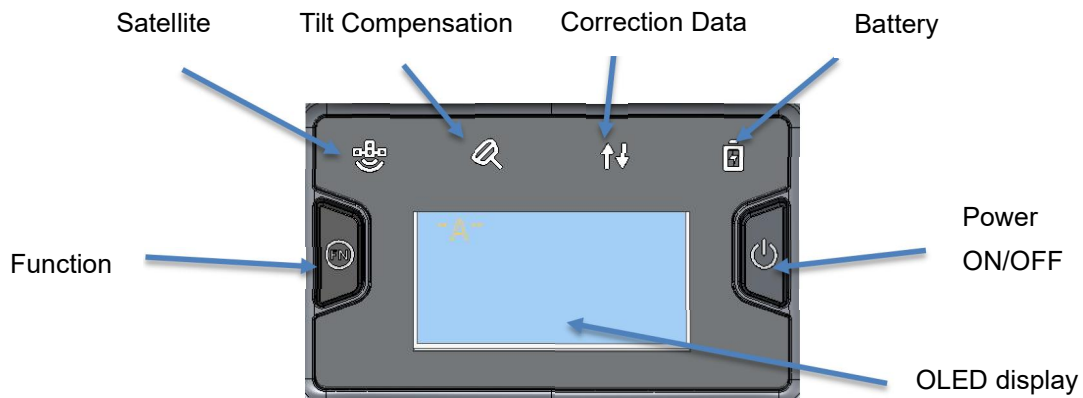 Satellite
Tilt Compensation
Correction Data
Battery
Function
FN
-A-
Power
ON/OFF
OLED display